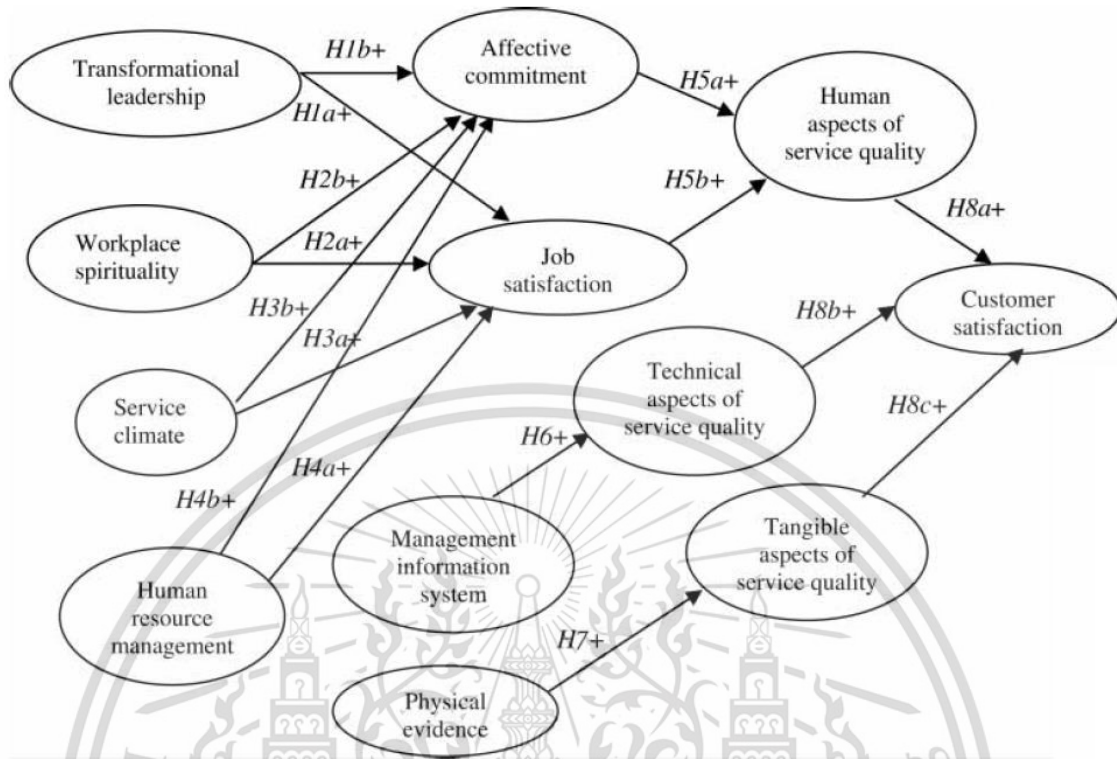 Transformational
leadership
H1b+
Affective
commitment
H1a+
H5a+
Human
aspects of
service quality
H2b+
H5b+
H8a+
Workplace
spirituality
H2a+
Job
satisfaction
H3b+
H3a+
H8b+
Customer
satisfaction
Service
climate
Technical
aspects of
service quality
H8c+
H6+
H4a+
H4b+
Management
information
system
Tangible
aspects of
service quality
Human
resource
management
H7+
Physical
evidence